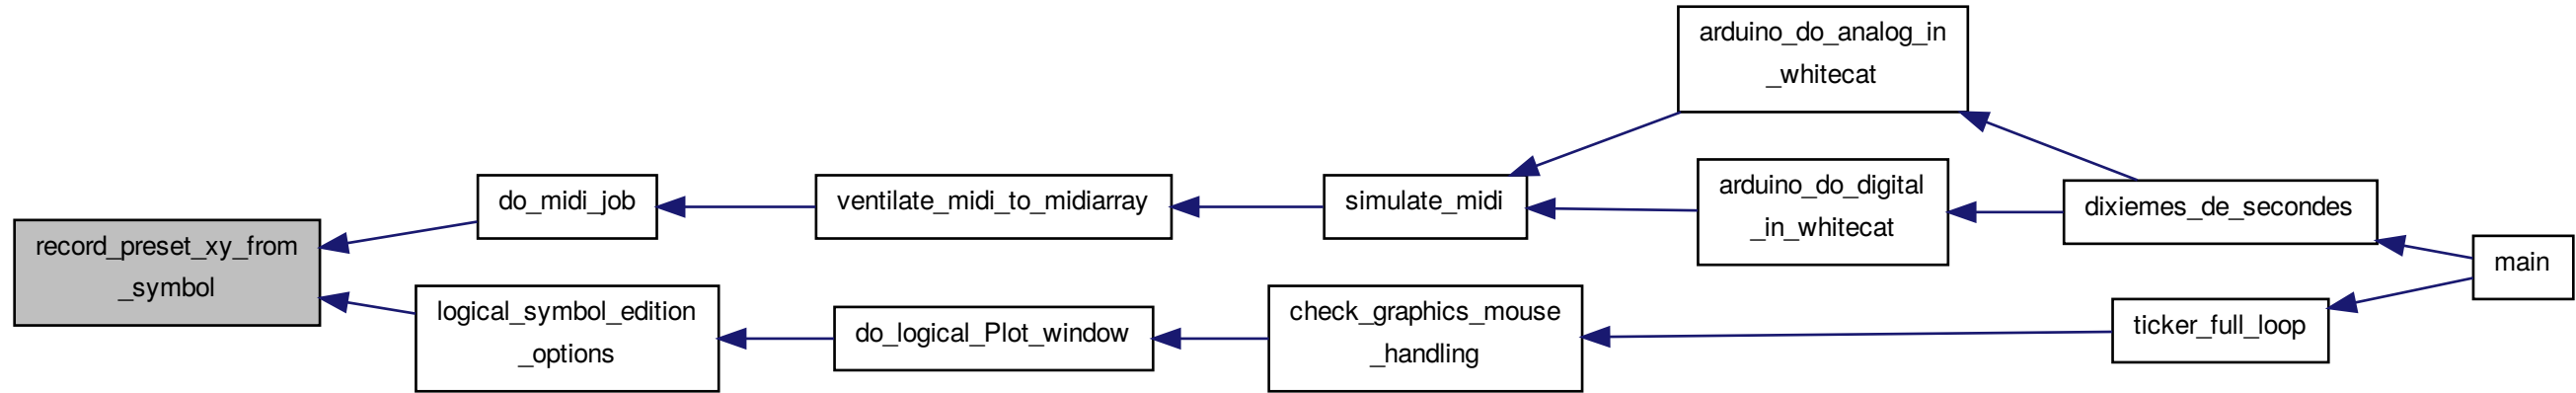 record_preset_xy_from
_symbol
do_midi_job
logical_symbol_edition
_options
ventilate_midi_to_midiarray
do_logical_Plot_window
simulate_midi
check_graphics_mouse
_handling
arduino_do_analog_in
_whitecat
arduino_do_digital
_in_whitecat
dixiemes_de_secondes
ticker_full_loop
main